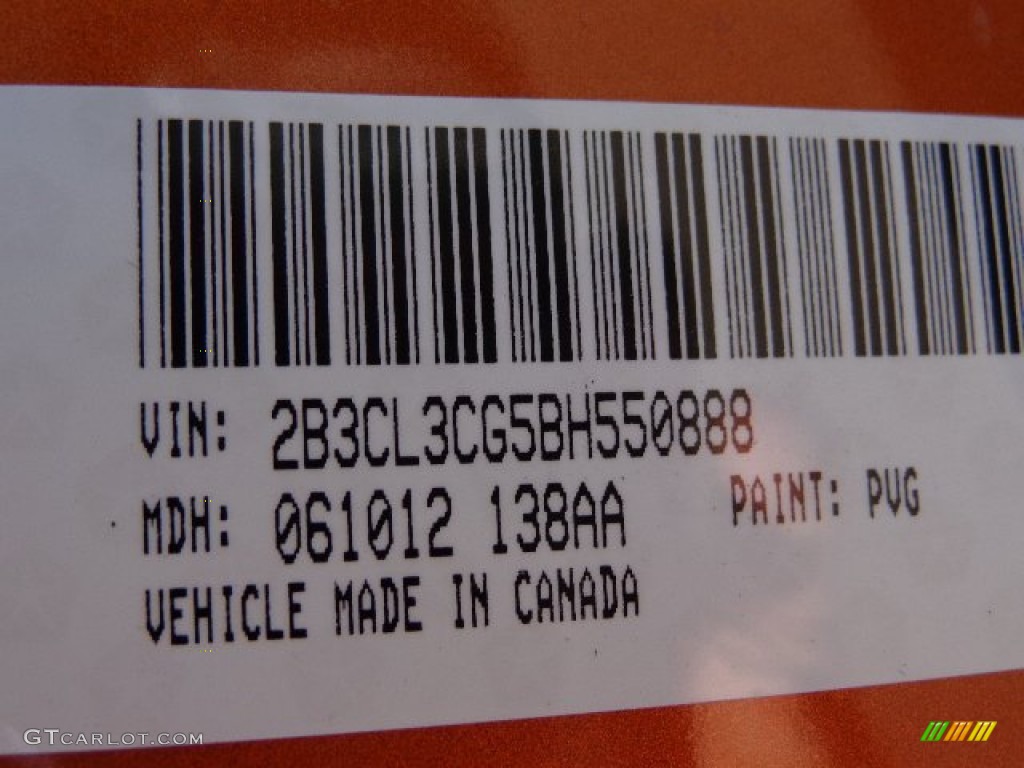 VIN: 2B3CL3CG5BH550888
MDH: 061012 138AA PAINT: PVG
VEHICLE MADE IN CANADA
GTCARLOT.COM